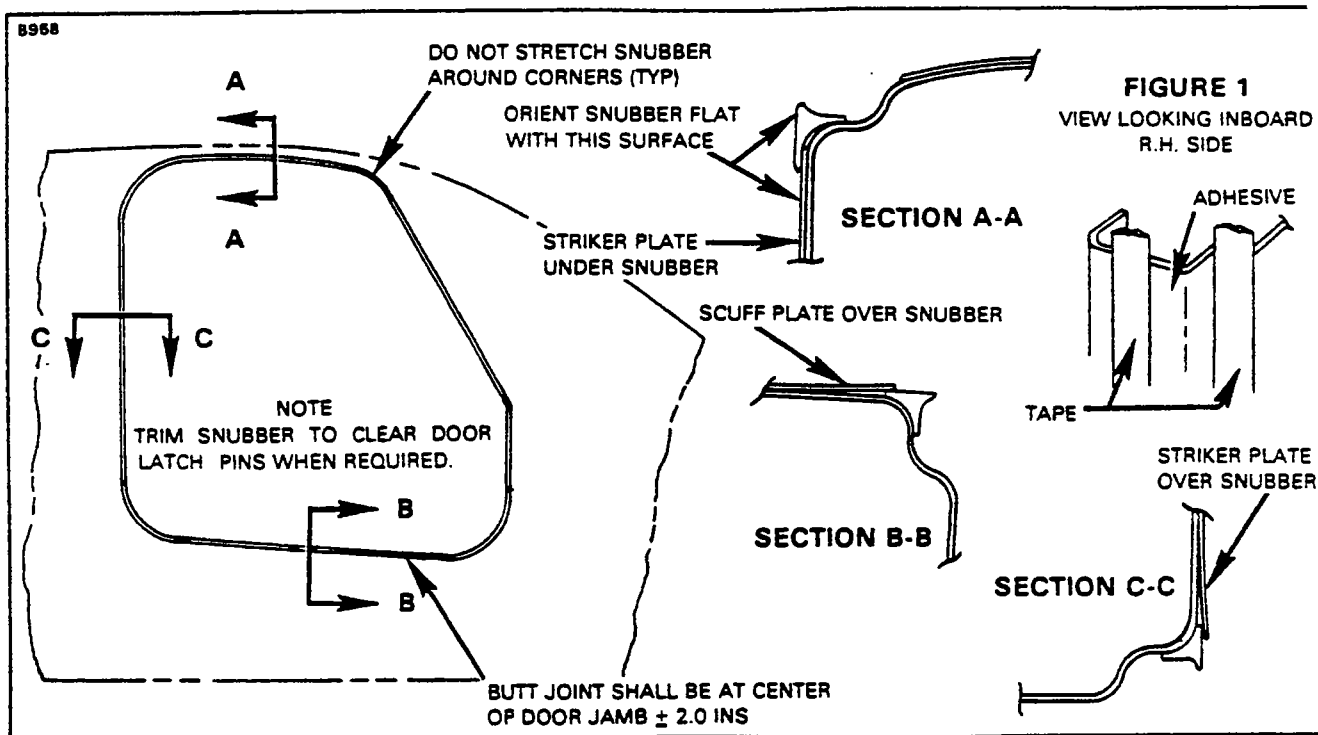 B968
DO NOT STRETCH SNUBBER
AROUND CORNERS (TYP)
A
A
ORIENT SNUBBER FLAT
WITH THIS SURFACE
FIGURE 1
VIEW LOOKING INBOARD
R.H. SIDE
SECTION A-A
ADHESIVE
STRIKER PLATE
UNDER SNUBBER
C
C
SCUFF PLATE OVER SNUBBER
TAPE
NOTE
TRIM SNUBBER TO CLEAR DOOR
LATCH PINS WHEN REQUIRED.
B
B
SECTION B-B
STRIKER PLATE
OVER SNUBBER
SECTION C-C
BUTT JOINT SHALL BE AT CENTER
OF DOOR JAMB ± 2.0 INS